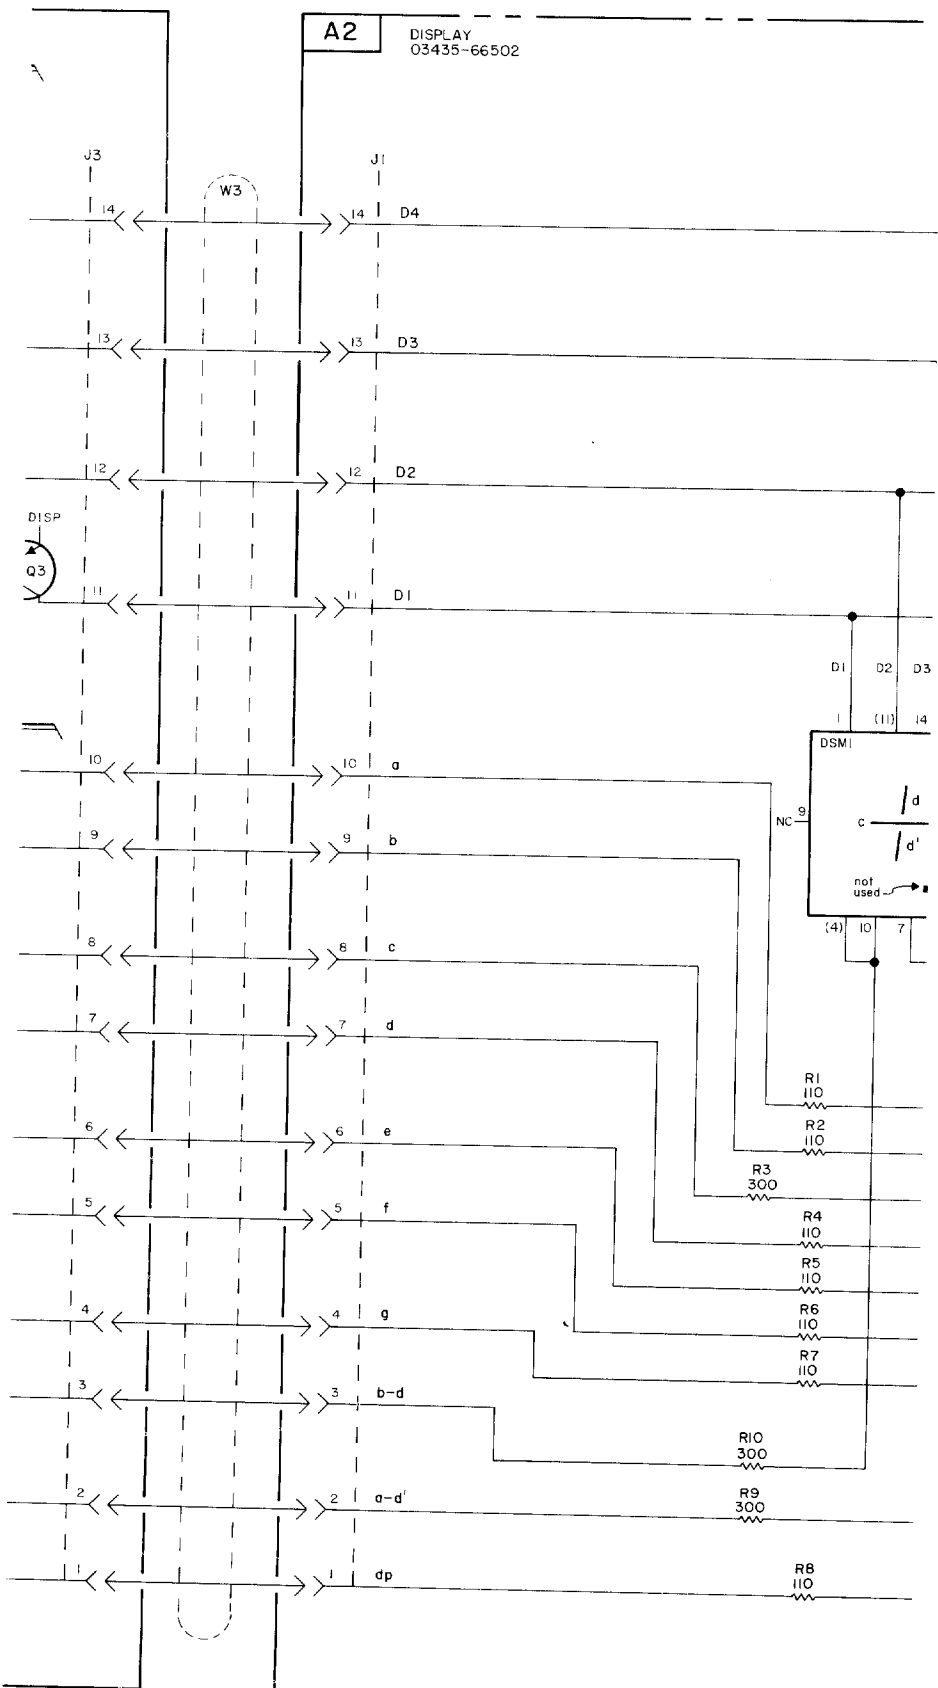 A2
DISPLAY
03435-66502
J3
J1
W3
14
14
D4
13
13
D3
12
12
D2
DISP
Q3
11
11
D1
D1
D2
D3
1
(11)
14
DSM1
10
10
a
NC
9
c
d
d'
not
used
9
9
b
(4)
10
7
8
8
c
7
7
d
R1
110
6
6
e
R2
110
R3
300
5
5
f
R4
110
R5
110
4
4
g
R6
110
R7
110
3
3
b-d
R10
300
2
2
a-d'
R9
300
1
1
dp
R8
110